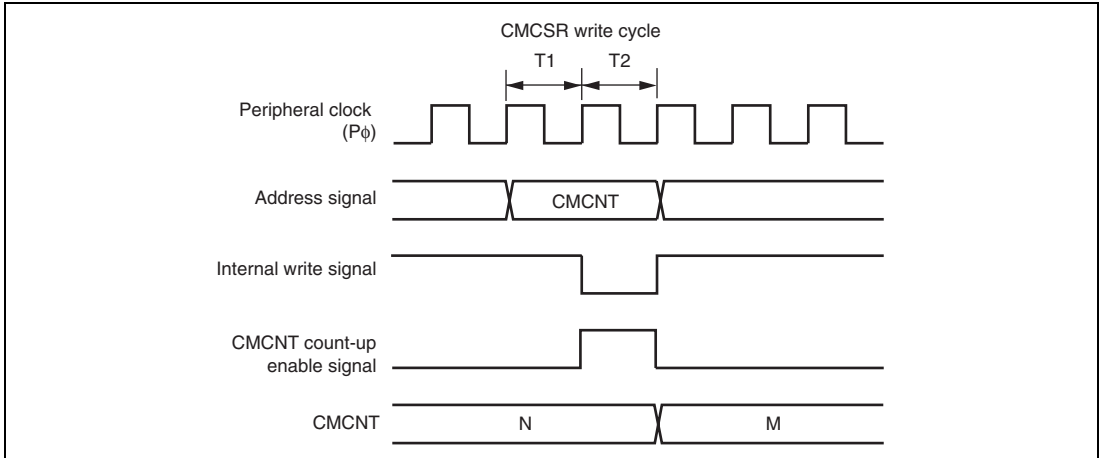 CMCSR write cycle
T1 T2
Peripheral clock
(Pϕ)
Address signal CMCNT
Internal write signal
CMCNT count-up
enable signal
CMCNT N M